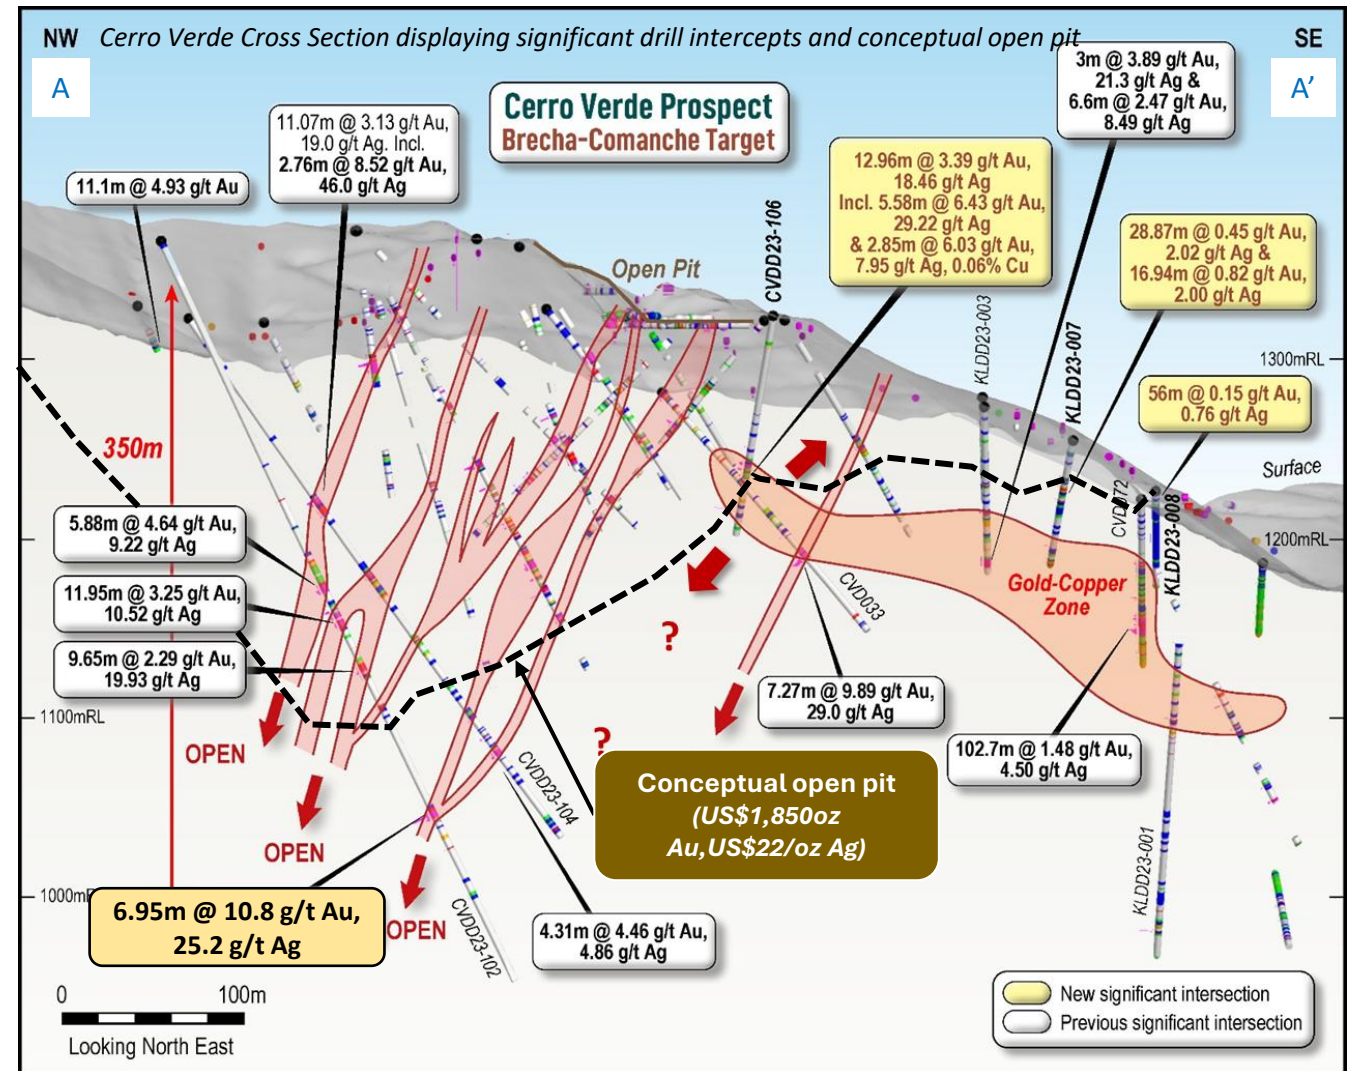 NW Cerro Verde Cross Section displaying significant drill intercepts and conceptual open pit SE
A
A’
Cerro Verde Prospect
Brecha-Comanche Target
3m @ 3.89 g/t Au,
21.3 g/t Ag &
6.6m @ 2.47 g/t Au,
8.49 g/t Ag
11.07m @ 3.13 g/t Au,
19.0 g/t Ag. Incl.
2.76m @ 8.52 g/t Au,
46.0 g/t Ag
11.1m @ 4.93 g/t Au
12.96m @ 3.39 g/t Au,
18.46 g/t Ag
Incl. 5.58m @ 6.43 g/t Au,
29.22 g/t Ag
& 2.85m @ 6.03 g/t Au,
7.95 g/t Ag, 0.06% Cu
28.87m @ 0.45 g/t Au,
2.02 g/t Ag &
16.94m @ 0.82 g/t Au,
2.00 g/t Ag
Open Pit
CVDD23-106
KLDD23-003
KLDD23-007
1300mRL
56m @ 0.15 g/t Au,
0.76 g/t Ag
350m
Surface
CVD072
KLDD23-008
1200mRL
5.88m @ 4.64 g/t Au,
9.22 g/t Ag
11.95m @ 3.25 g/t Au,
10.52 g/t Ag
9.65m @ 2.29 g/t Au,
19.93 g/t Ag
Gold-Copper
Zone
CVD033
?
7.27m @ 9.89 g/t Au,
29.0 g/t Ag
1100mRL
OPEN
?
102.7m @ 1.48 g/t Au,
4.50 g/t Ag
Conceptual open pit
(US$1,850oz
Au,US$22/oz Ag)
CVDD23-104
OPEN
KLDD23-001
1000mR
6.95m @ 10.8 g/t Au,
25.2 g/t Ag
OPEN
CVDD23-102
4.31m @ 4.46 g/t Au,
4.86 g/t Ag
0 100m
Looking North East
New significant intersection
Previous significant intersection